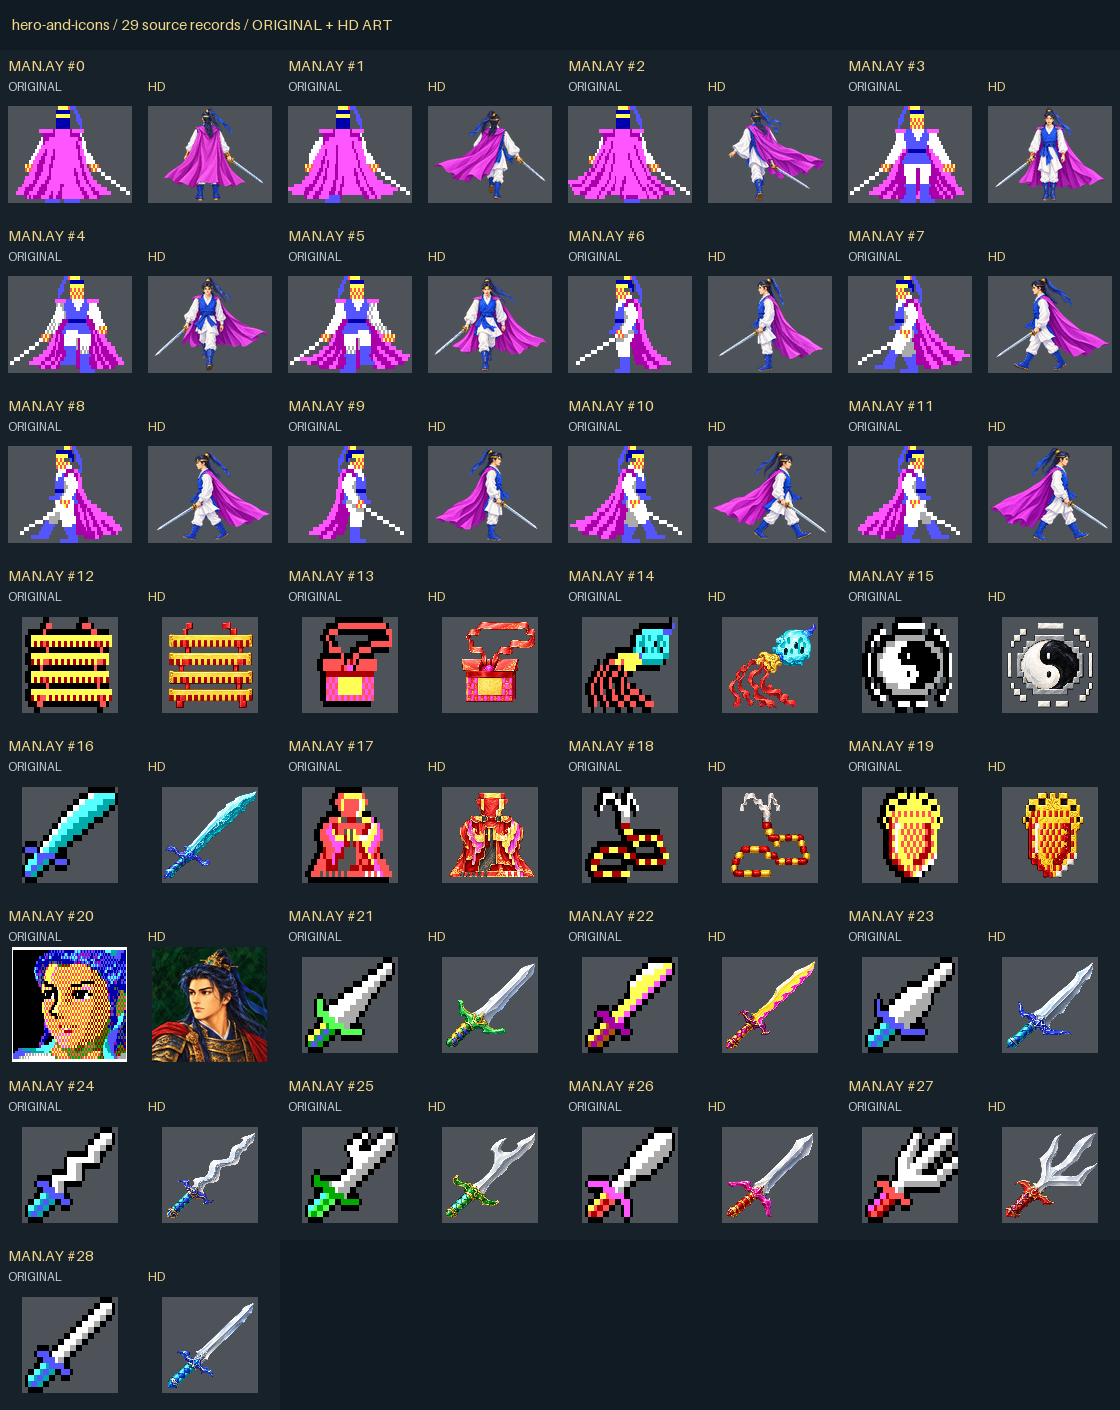 hero-and-icons / 29 source records / ORIGINAL + HD ART
MAN.AY #0 MAN.AY #1 MAN.AY #2 MAN.AY #3
ORIGINAL HD ORIGINAL HD ORIGINAL HD ORIGINAL HD
MAN.AY #4 MAN.AY #5 MAN.AY #6 MAN.AY #7
ORIGINAL HD ORIGINAL HD ORIGINAL HD ORIGINAL HD
MAN.AY #8 MAN.AY #9 MAN.AY #10 MAN.AY #11
ORIGINAL HD ORIGINAL HD ORIGINAL HD ORIGINAL HD
MAN.AY #12 MAN.AY #13 MAN.AY #14 MAN.AY #15
ORIGINAL HD ORIGINAL HD ORIGINAL HD ORIGINAL HD
MAN.AY #16 MAN.AY #17 MAN.AY #18 MAN.AY #19
ORIGINAL HD ORIGINAL HD ORIGINAL HD ORIGINAL HD
MAN.AY #20 MAN.AY #21 MAN.AY #22 MAN.AY #23
ORIGINAL HD ORIGINAL HD ORIGINAL HD ORIGINAL HD
MAN.AY #24 MAN.AY #25 MAN.AY #26 MAN.AY #27
ORIGINAL HD ORIGINAL HD ORIGINAL HD ORIGINAL HD
MAN.AY #28
ORIGINAL HD